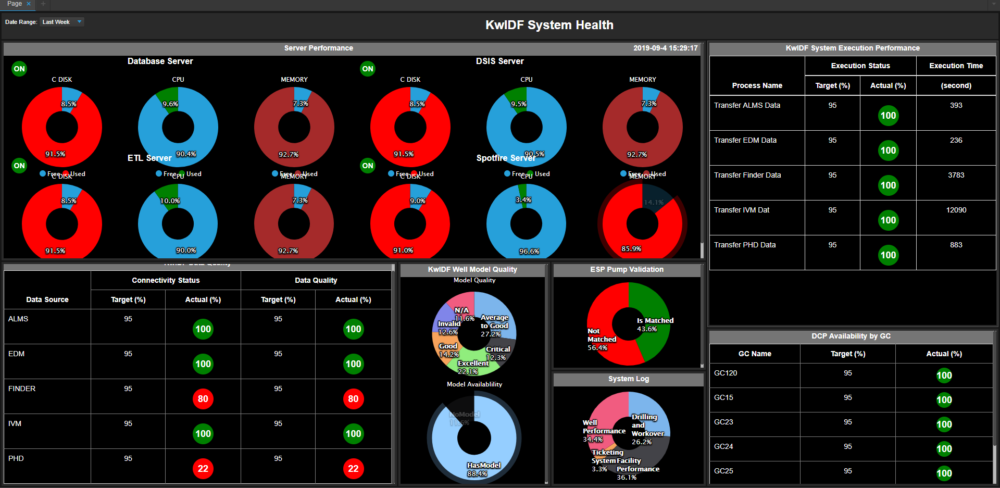 Page
Date Range: Last Week
KwIDF System Health
Server Performance 2019-09-4 15:29:17
ON
Database Server
C DISK
8.5%
91.5%
Free Used
CPU
9.6%
90.4%
Free Used
MEMORY
7.3%
92.7%
Free Used
ON
DSIS Server
C DISK
8.5%
91.5%
Free Used
CPU
9.5%
90.5%
Free Used
MEMORY
7.3%
92.7%
Free Used
ON
ETL Server
C DISK
8.5%
91.5%
CPU
10.0%
90.0%
MEMORY
7.3%
92.7%
ON
Spotfire Server
C DISK
9.0%
91.0%
CPU
3.4%
96.6%
MEMORY
14.1%
85.9%
KwIDF System Execution Performance
Execution Status Execution Time
Process Name Target (%) Actual (%) (second)
Transfer ALMS Data 95 100 393
Transfer EDM Data 95 100 236
Transfer Finder Data 95 100 3783
Transfer IVM Dat 95 100 12090
Transfer PHD Data 95 100 883
KwIDF Data Quality
Connectivity Status Data Quality
Data Source Target (%) Actual (%) Target (%) Actual (%)
ALMS 95 100 95 100
EDM 95 100 95 100
FINDER 95 80 95 80
IVM 95 100 95 100
PHD 95 22 95 22
KwIDF Well Model Quality
Model Quality
N/A
11.6%
Average
to Good
27.2%
Invalid
12.6%
Good
14.2%
Critical
12.3%
Excellent
22.1%
Model Availablility
NoModel
11.6%
HasModel
88.4%
ESP Pump Validation
Is Matched
43.6%
Not
Matched
56.4%
System Log
Drilling
and
Workover
26.2%
Well
Performance
34.4%
Ticketing
System
3.3%
Facility
Performance
36.1%
DCP Availability by GC
GC Name Target (%) Actual (%)
GC120 95 100
GC15 95 100
GC23 95 100
GC24 95 100
GC25 95 100